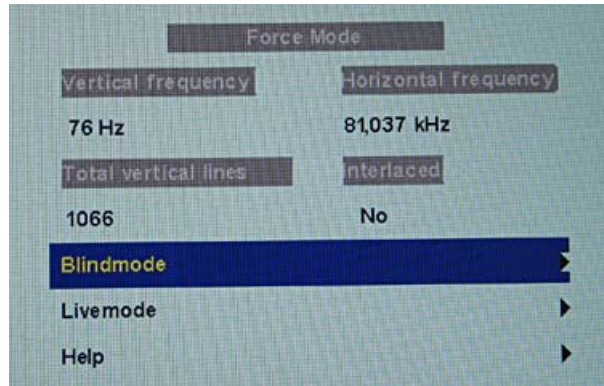 Force Mode
Vertical frequency Horizontal frequency
76 Hz 81,037 kHz
Total vertical lines Interlaced
1066 No
Blindmode
Livemode
Help